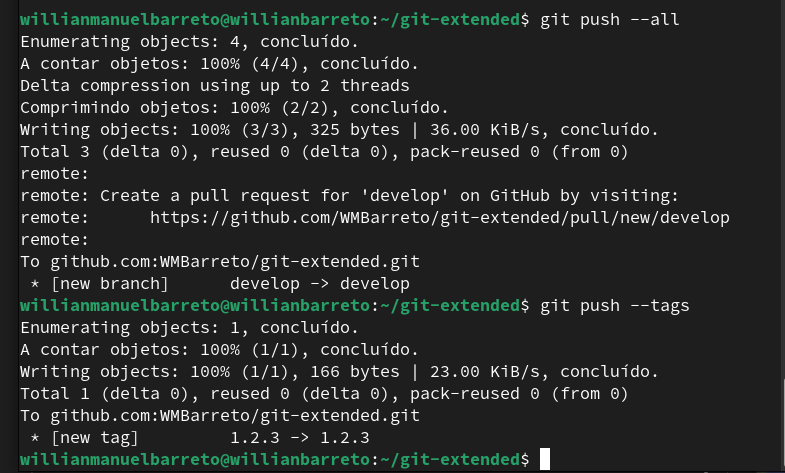 willianmanuelbarreto@willianbarreto:~/git-extended$ git push --all
Enumerating objects: 4, concluído.
A contar objetos: 100% (4/4), concluído.
Delta compression using up to 2 threads
Comprimindo objetos: 100% (2/2), concluído.
Writing objects: 100% (3/3), 325 bytes | 36.00 KiB/s, concluído.
Total 3 (delta 0), reused 0 (delta 0), pack-reused 0 (from 0)
remote:
remote: Create a pull request for 'develop' on GitHub by visiting:
remote:      https://github.com/WMBarreto/git-extended/pull/new/develop
remote:
To github.com:WMBarreto/git-extended.git
 * [new branch]      develop -> develop
willianmanuelbarreto@willianbarreto:~/git-extended$ git push --tags
Enumerating objects: 1, concluído.
A contar objetos: 100% (1/1), concluído.
Writing objects: 100% (1/1), 166 bytes | 23.00 KiB/s, concluído.
Total 1 (delta 0), reused 0 (delta 0), pack-reused 0 (from 0)
To github.com:WMBarreto/git-extended.git
 * [new tag]         1.2.3 -> 1.2.3
willianmanuelbarreto@willianbarreto:~/git-extended$